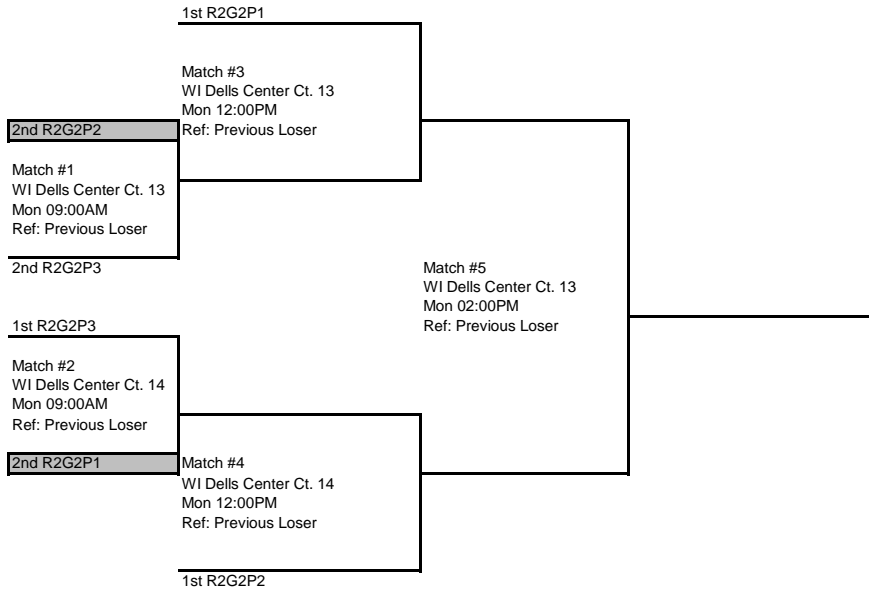 1st R2G2P1
Match #3
WI Dells Center Ct. 13
Mon 12:00PM
Ref: Previous Loser
2nd R2G2P2
Match #1
WI Dells Center Ct. 13
Mon 09:00AM
Ref: Previous Loser
2nd R2G2P3
Match #5
WI Dells Center Ct. 13
Mon 02:00PM
Ref: Previous Loser
1st R2G2P3
Match #2
WI Dells Center Ct. 14
Mon 09:00AM
Ref: Previous Loser
2nd R2G2P1
Match #4
WI Dells Center Ct. 14
Mon 12:00PM
Ref: Previous Loser
1st R2G2P2